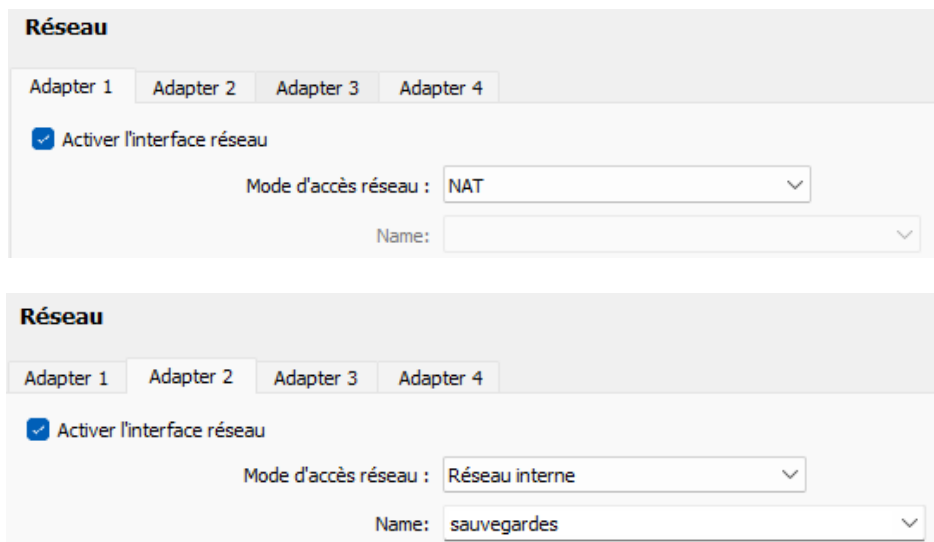 Réseau
Adapter 1 Adapter 2 Adapter 3 Adapter 4
Activer l'interface réseau
Mode d'accès réseau : NAT
Name:
Réseau
Adapter 1 Adapter 2 Adapter 3 Adapter 4
Activer l'interface réseau
Mode d'accès réseau : Réseau interne
Name: sauvegardes